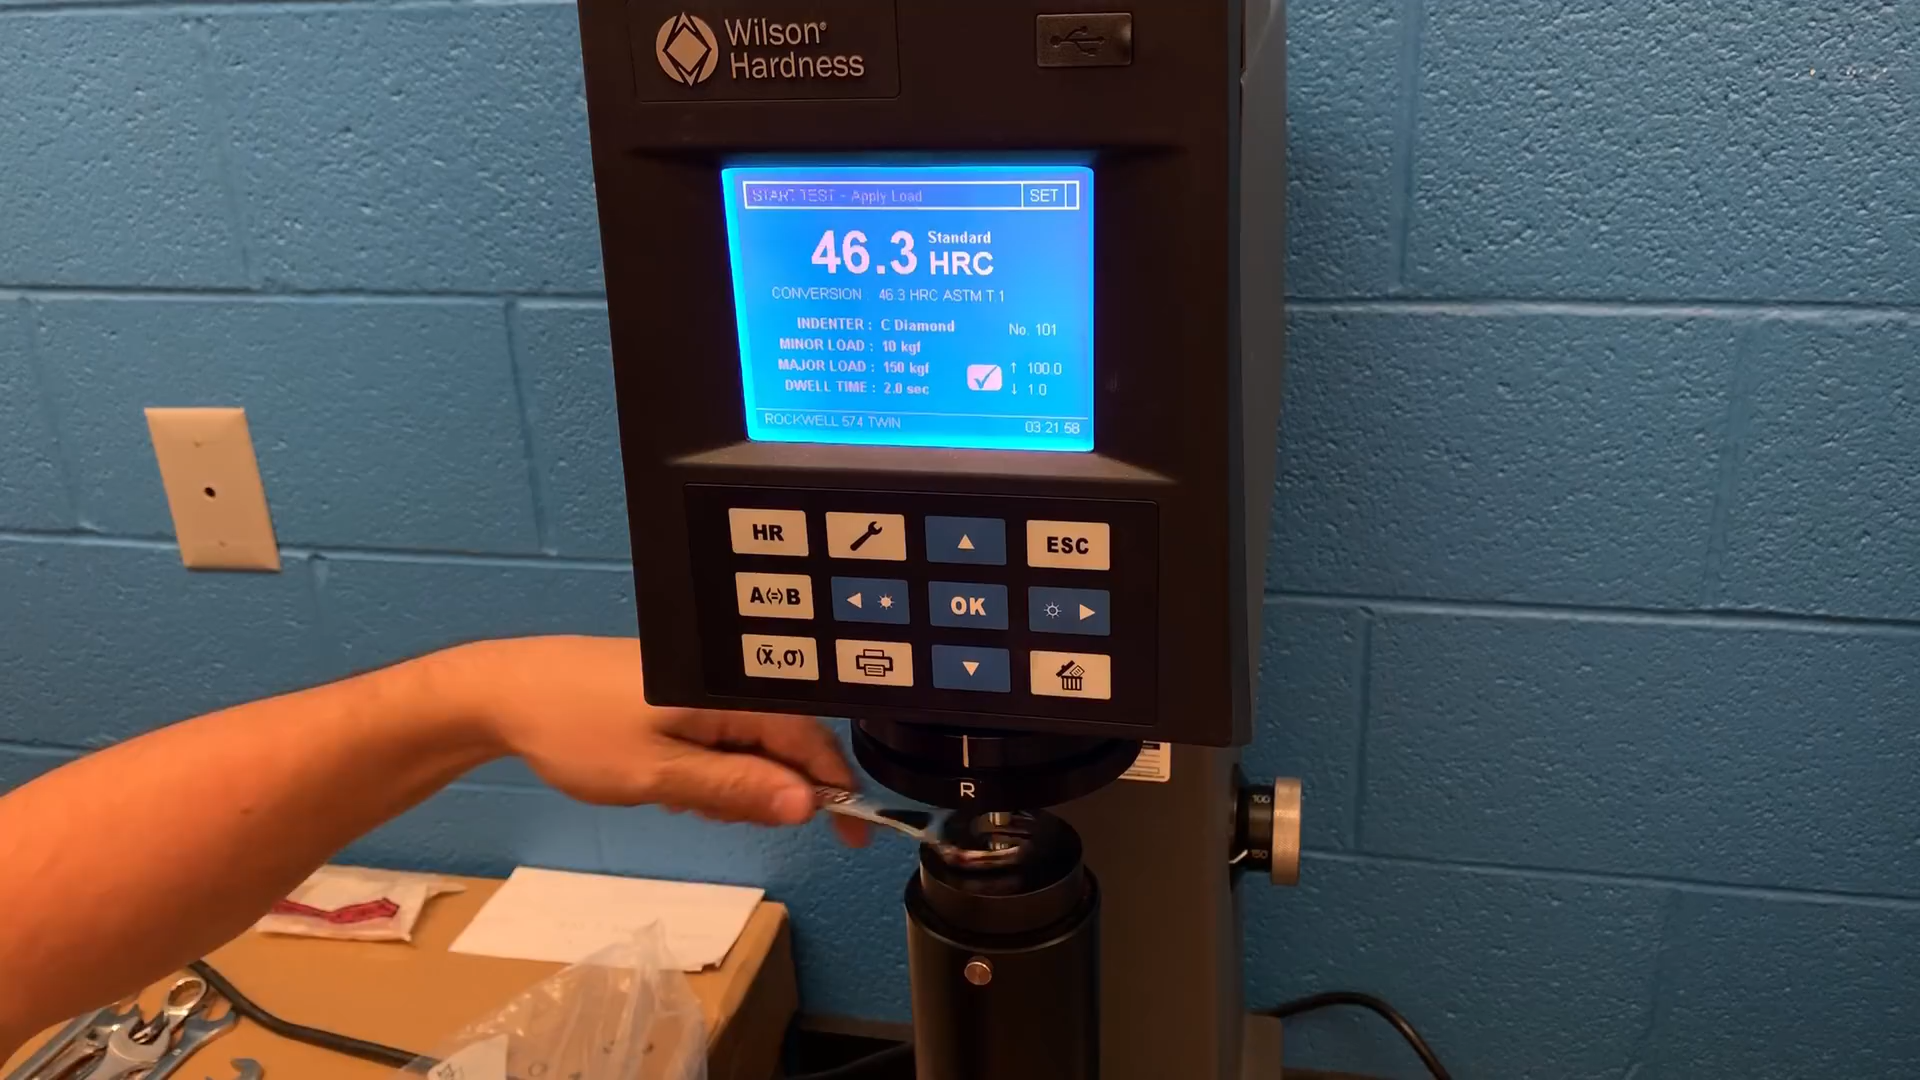 Wilson®
Hardness
START TEST - Apply Load SET
46.3 Standard HRC
CONVERSION : 46.3 HRC ASTM T.1
INDENTER : C Diamond No. 101
MINOR LOAD : 10 kgf
MAJOR LOAD : 150 kgf ↑ 100.0
DWELL TIME : 2.0 sec ↓ 1.0
ROCKWELL 574 TWIN 03:21:58
HR ESC
A(=)B OK
(x̄,σ)
R
100
150